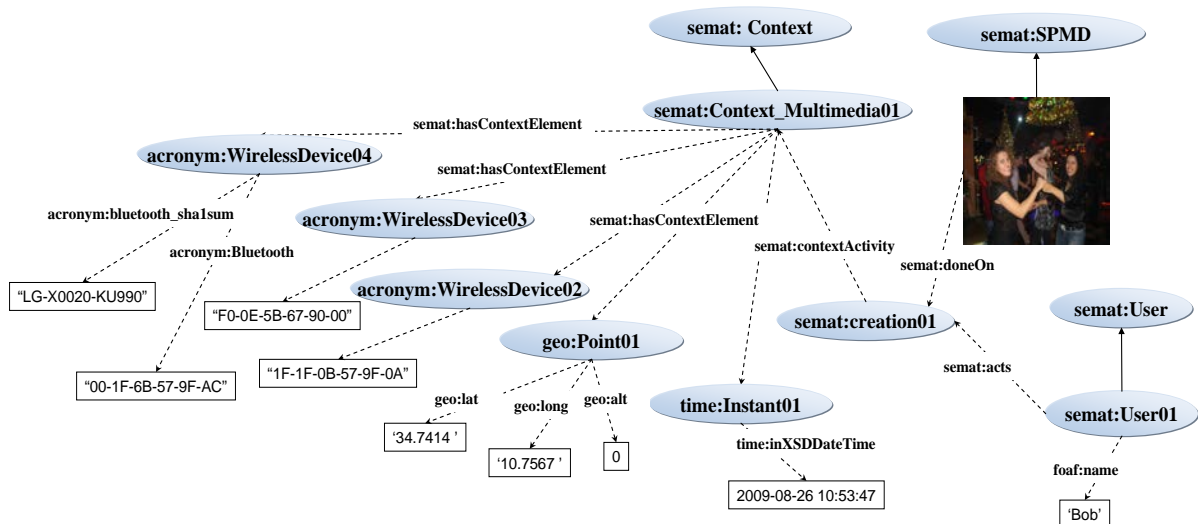 semat: Context
semat:SPMD
semat:Context_Multimedia01
semat:hasContextElement
acronym:WirelessDevice04
semat:hasContextElement
acronym:bluetooth_sha1sum
acronym:WirelessDevice03
semat:hasContextElement
semat:contextActivity
acronym:Bluetooth
semat:doneOn
“LG-X0020-KU990”
acronym:WirelessDevice02
“F0-0E-5B-67-90-00”
semat:creation01
semat:User
geo:Point01
“00-1F-6B-57-9F-AC”
“1F-1F-0B-57-9F-0A”
semat:acts
geo:lat
geo:long
geo:alt
time:Instant01
semat:User01
‘34.7414 ’
‘10.7567 ’
0
time:inXSDDateTime
foaf:name
2009-08-26 10:53:47
‘Bob’